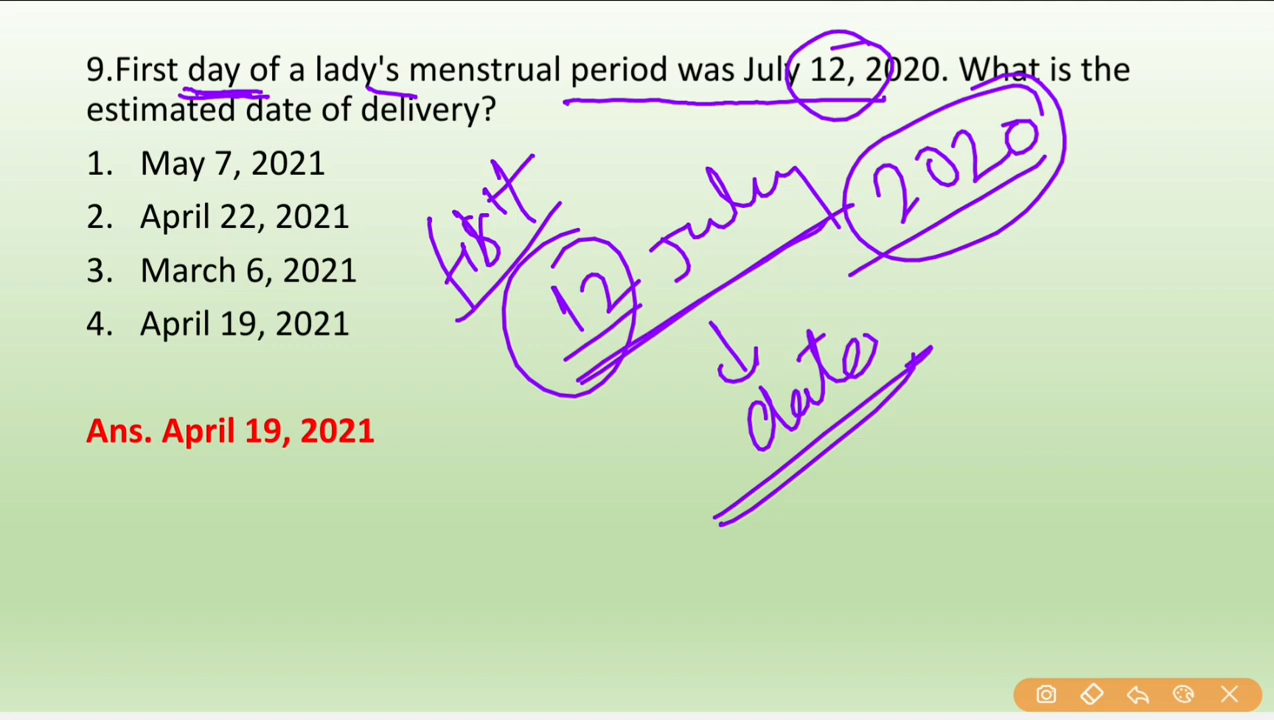 9.First day of a lady's menstrual period was July 12, 2020. What is the
estimated date of delivery?
1. May 7, 2021
2. April 22, 2021
3. March 6, 2021
4. April 19, 2021
Ans. April 19, 2021
12 July 2020
date